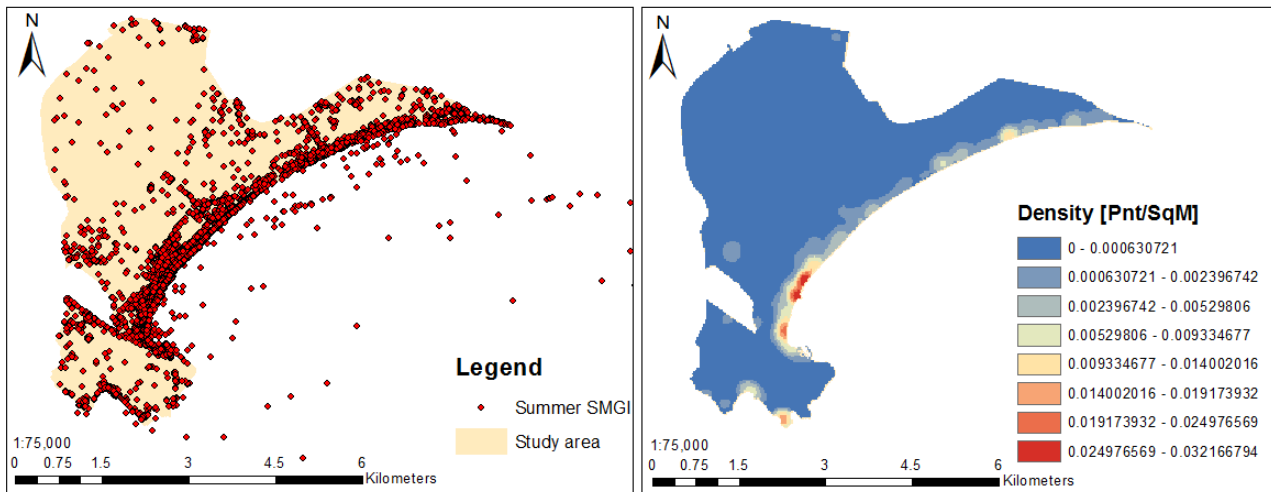 N
Legend
Summer SMGI
Study area
1:75,000
0 0.75 1.5 3 4.5 6
Kilometers
N
Density [Pnt/SqM]
0 - 0.000630721
0.000630721 - 0.002396742
0.002396742 - 0.00529806
0.00529806 - 0.009334677
0.009334677 - 0.014002016
0.014002016 - 0.019173932
0.019173932 - 0.024976569
0.024976569 - 0.032166794
1:75,000
0 0.75 1.5 3 4.5 6
Kilometers